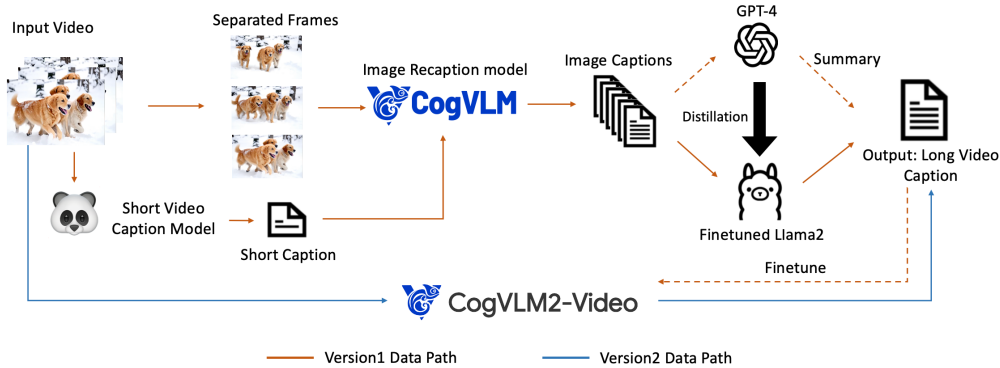 Input Video
Separated Frames
Image Recaption model
CogVLM
Image Captions
GPT-4
Summary
Distillation
Output: Long Video
Caption
Short Video
Caption Model
Short Caption
Finetuned Llama2
Finetune
CogVLM2-Video
Version1 Data Path
Version2 Data Path